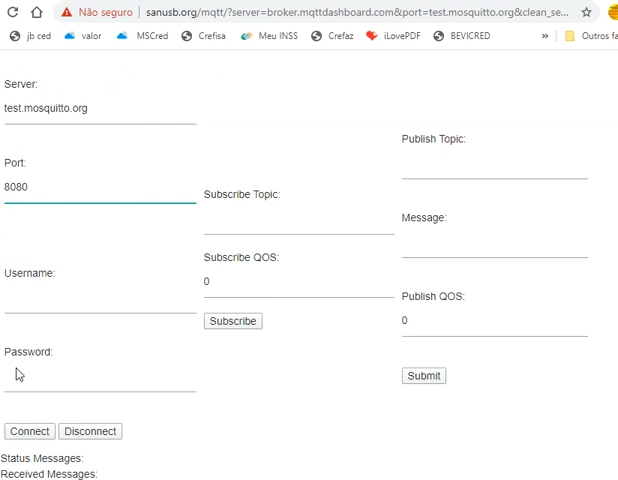 Não seguro
sanusb.org/mqtt/?server=broker.mqttdashboard.com&port=test.mosquitto.org&clean_se...
jb ced
valor
MSCred
Crefisa
Meu INSS
Crefaz
iLovePDF
BEVICRED
»
Outros fa
Server:
test.mosquitto.org
Port:
8080
Username:
Password:
Connect
Disconnect
Subscribe Topic:
Subscribe QOS:
0
Subscribe
Publish Topic:
Message:
Publish QOS:
0
Submit
Status Messages:
Received Messages: